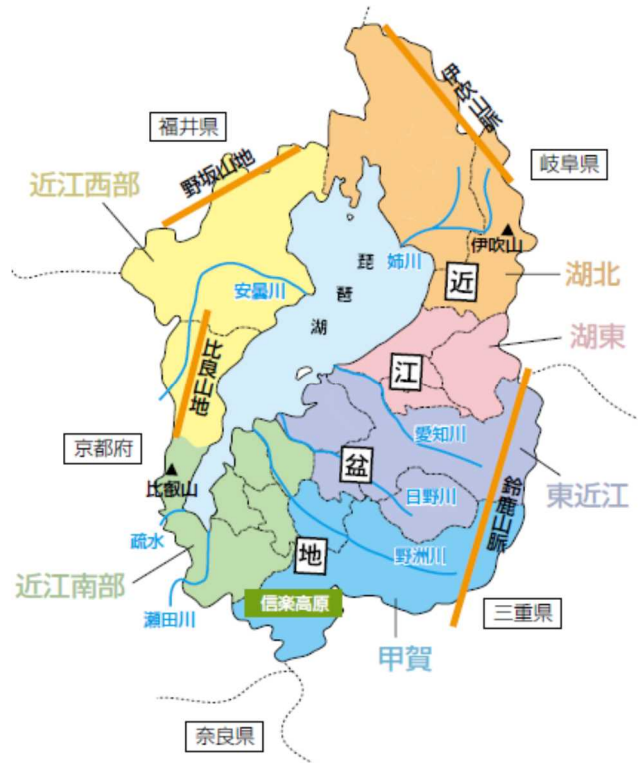 伊吹山脈
福井県
野坂山地
岐阜県
近江西部
伊吹山
琵
琶
湖
姉川
安曇川
近
湖北
湖東
比良山地
江
愛知川
京都府
比叡山
盆
日野川
鈴鹿山脈
東近江
疏水
地
野洲川
近江南部
信楽高原
瀬田川
三重県
甲賀
奈良県